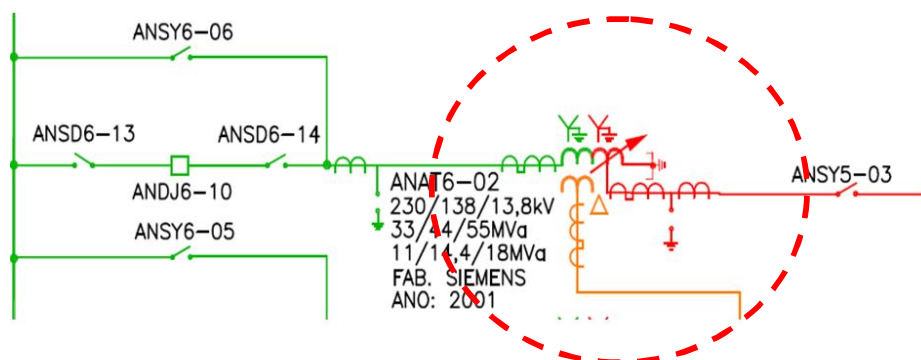 ANSY6-06
ANSD6-13
ANSD6-14
ANDJ6-10
ANSY6-05
ANAT6-02
230/138/13,8kV
33/44/55MVa
11/14,4/18MVa
FAB. SIEMENS
ANO: 2001
ANSY5-03